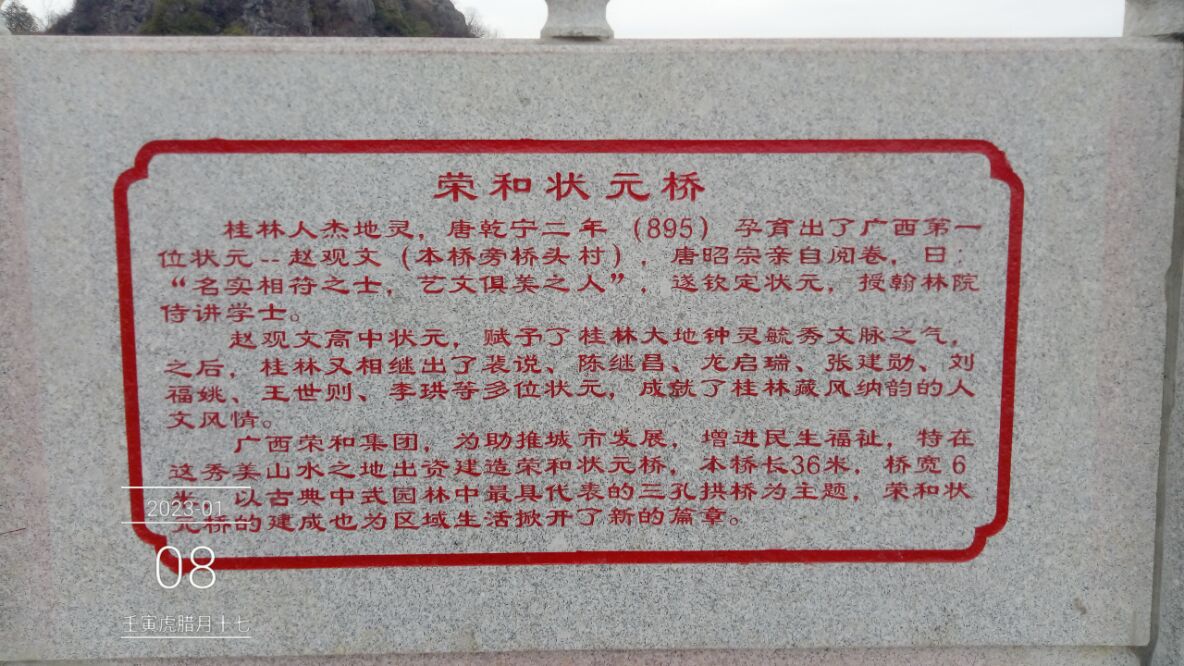 荣和状元桥
桂林人杰地灵，唐乾宁二年（895）孕育出了广西第一
位状元--赵观文（本桥旁桥头村），唐昭宗亲自阅卷，曰：
“名实相符之士，艺文俱美之人”，遂钦定状元，授翰林院
侍讲学士。
赵观文高中状元，赋予了桂林大地钟灵毓秀文脉之气，
之后，桂林又相继出了裴说、陈继昌、龙启瑞、张建勋、刘
福姚、王世则、李珙等多位状元，成就了桂林藏风纳韵的人
文风情。
广西荣和集团，为助推城市发展，增进民生福祉，特在
这秀美山水之地出资建造荣和状元桥，本桥长36米，桥宽6
米，以古典中式园林中最具代表的三孔拱桥为主题，荣和状
元桥的建成也为区域生活掀开了新的篇章。
2023-01
08
壬寅虎腊月十七